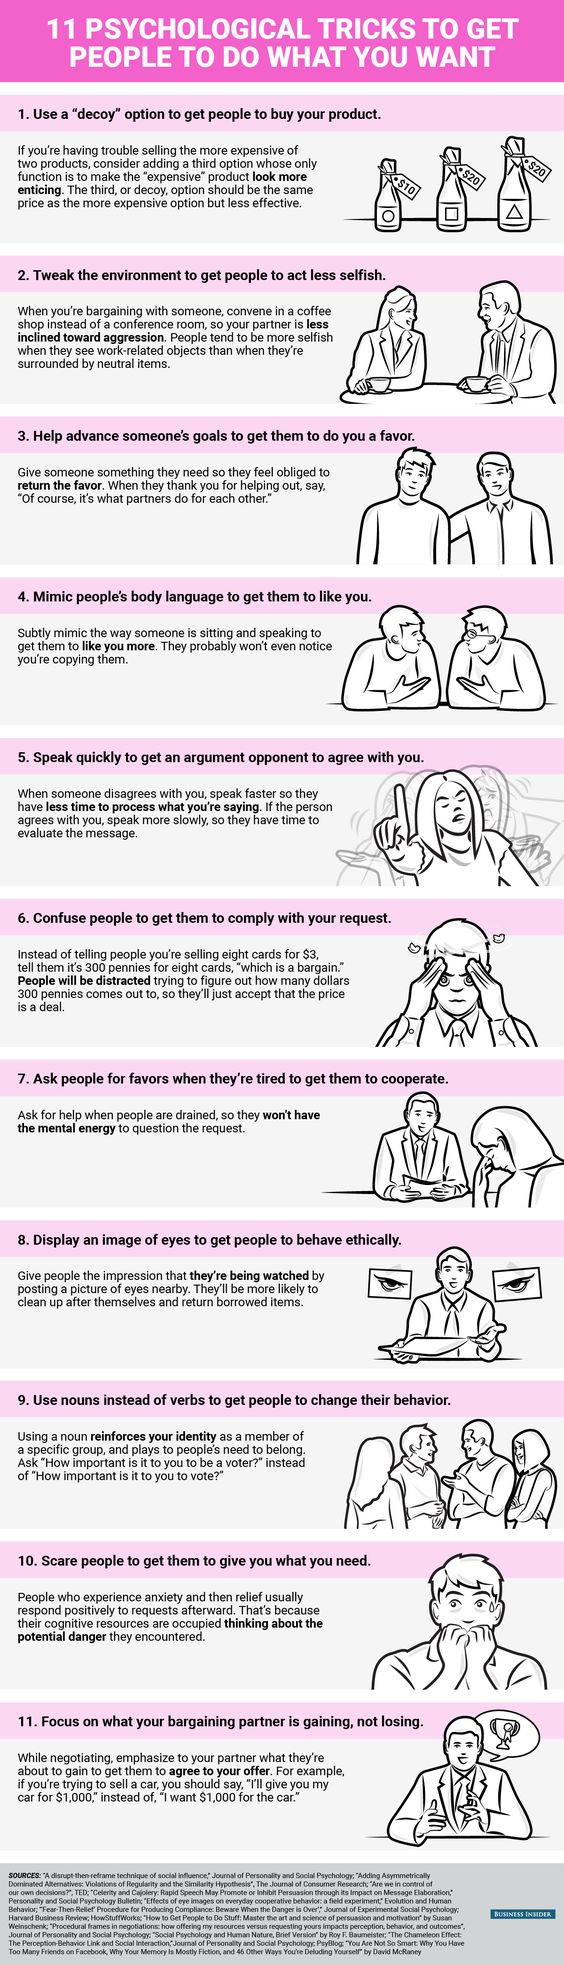 11 PSYCHOLOGICAL TRICKS TO GET
PEOPLE TO DO WHAT YOU WANT
1. Use a “decoy” option to get people to buy your product.
If you’re having trouble selling the more expensive of
two products, consider adding a third option whose only
function is to make the “expensive” product look more
enticing. The third, or decoy, option should be the same
price as the more expensive option but less effective.
$10
$20
$20
2. Tweak the environment to get people to act less selfish.
When you’re bargaining with someone, convene in a coffee
shop instead of a conference room, so your partner is less
inclined toward aggression. People tend to be more selfish
when they see work-related objects than when they’re
surrounded by neutral items.
3. Help advance someone’s goals to get them to do you a favor.
Give someone something they need so they feel obliged to
return the favor. When they thank you for helping out, say,
“Of course, it’s what partners do for each other.”
4. Mimic people’s body language to get them to like you.
Subtly mimic the way someone is sitting and speaking to
get them to like you more. They probably won’t even notice
you’re copying them.
5. Speak quickly to get an argument opponent to agree with you.
When someone disagrees with you, speak faster so they
have less time to process what you’re saying. If the person
agrees with you, speak more slowly, so they have time to
evaluate the message.
6. Confuse people to get them to comply with your request.
Instead of telling people you’re selling eight cards for $3,
tell them it’s 300 pennies for eight cards, “which is a bargain.”
People will be distracted trying to figure out how many dollars
300 pennies comes out to, so they’ll just accept that the price
is a deal.
7. Ask people for favors when they’re tired to get them to cooperate.
Ask for help when people are drained, so they won’t have
the mental energy to question the request.
8. Display an image of eyes to get people to behave ethically.
Give people the impression that they’re being watched by
posting a picture of eyes nearby. They’ll be more likely to
clean up after themselves and return borrowed items.
9. Use nouns instead of verbs to get people to change their behavior.
Using a noun reinforces your identity as a member of
a specific group, and plays to people’s need to belong.
Ask “How important is it to you to be a voter?” instead
of “How important is it to you to vote?”
10. Scare people to get them to give you what you need.
People who experience anxiety and then relief usually
respond positively to requests afterward. That’s because
their cognitive resources are occupied thinking about the
potential danger they encountered.
11. Focus on what your bargaining partner is gaining, not losing.
While negotiating, emphasize to your partner what they’re
about to gain to get them to agree to your offer. For example,
if you’re trying to sell a car, you should say, “I’ll give you my
car for $1,000,” instead of, “I want $1,000 for the car.”
SOURCES: “A disrupt-then-reframe technique of social influence,” Journal of Personality and Social Psychology; “Adding Asymmetrically
Dominated Alternatives: Violations of Regularity and the Similarity Hypothesis”, The Journal of Consumer Research; “Are we in control of
our own decisions?”, TED; “Celerity and Cajolery: Rapid Speech May Promote or Inhibit Persuasion through its Impact on Message Elaboration,”
Personality and Social Psychology Bulletin; “Effects of eye images on everyday cooperative behavior: a field experiment,” Evolution and Human
Behavior; “‘Fear-Then-Relief’ Procedure for Producing Compliance: Beware When the Danger is Over”,’ Journal of Experimental Social Psychology;
Harvard Business Review; HowStuffWorks; “How to Get People to Do Stuff: Master the art and science of persuasion and motivation” by Susan
Weinschenk; “Procedural frames in negotiations: how offering my resources versus requesting yours impacts perception, behavior, and outcomes”,
Journal of Personality and Social Psychology; “Social Psychology and Human Nature, Brief Version” by Roy F. Baumeister; “The Chameleon Effect:
The Perception-Behavior Link and Social Interaction,”Journal of Personality and Social Psychology; PsyBlog; “You Are Not So Smart: Why You Have
Too Many Friends on Facebook, Why Your Memory Is Mostly Fiction, and 46 Other Ways You’re Deluding Yourself” by David McRaney
BUSINESS INSIDER